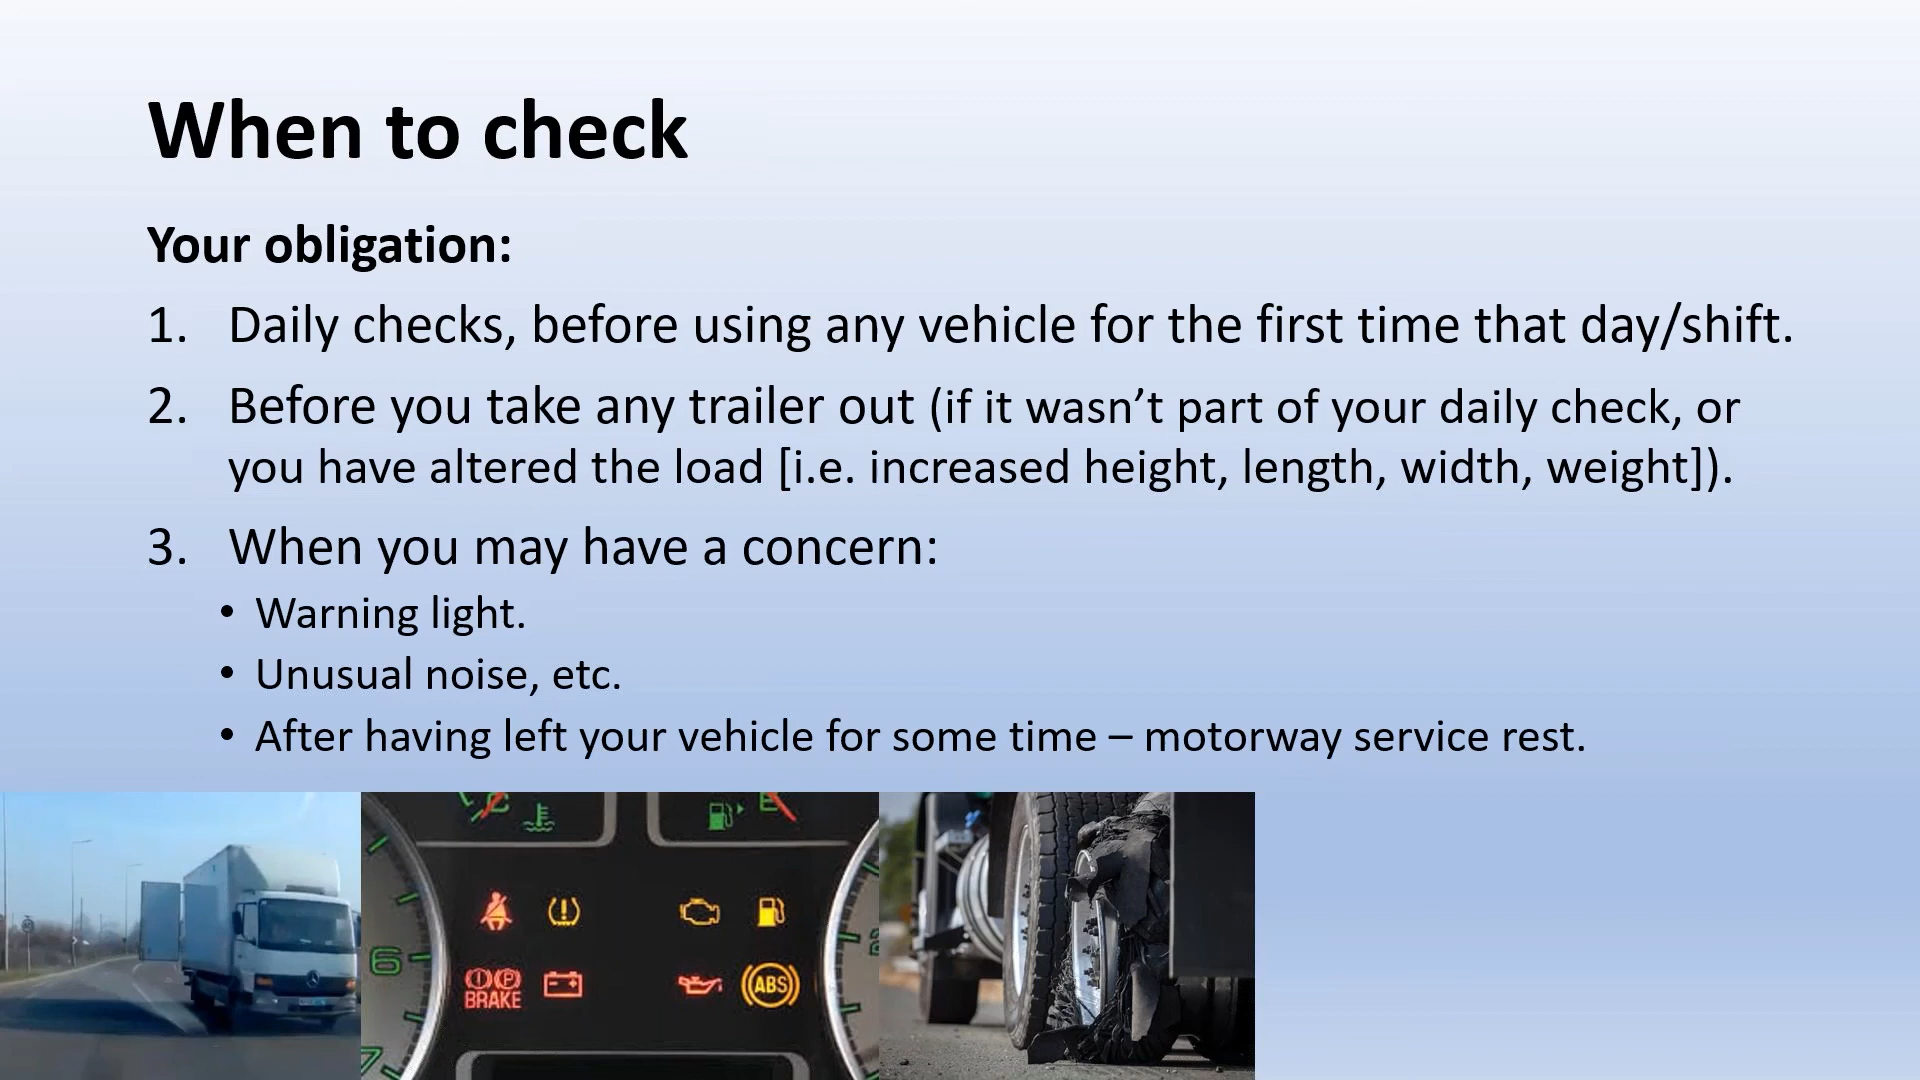 When to check
Your obligation:
1. Daily checks, before using any vehicle for the first time that day/shift.
2. Before you take any trailer out (if it wasn’t part of your daily check, or
you have altered the load [i.e. increased height, length, width, weight]).
3. When you may have a concern:
• Warning light.
• Unusual noise, etc.
• After having left your vehicle for some time – motorway service rest.
6
P
BRAKE
ABS
7